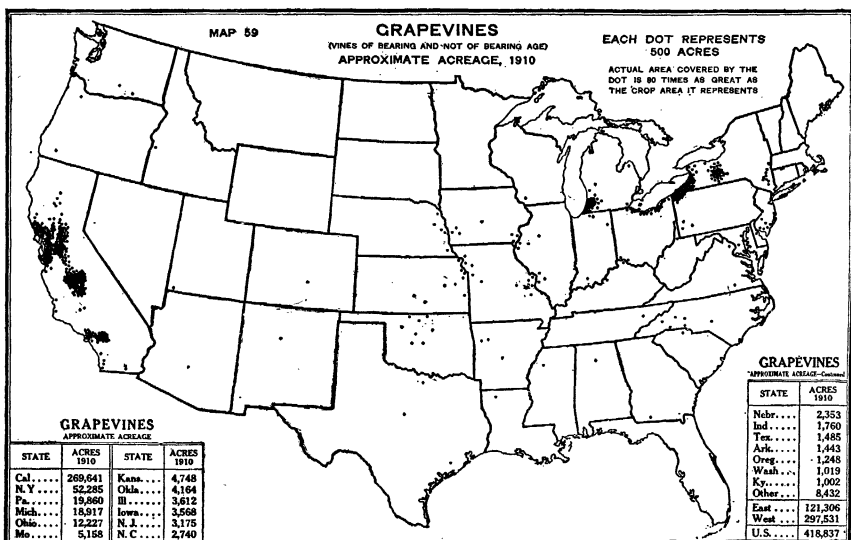 MAP 59
GRAPEVINES
(VINES OF BEARING AND NOT OF BEARING AGE)
APPROXIMATE ACREAGE, 1910
EACH DOT REPRESENTS
500 ACRES
ACTUAL AREA COVERED BY THE
DOT IS 80 TIMES AS GREAT AS
THE CROP AREA IT REPRESENTS
GRAPEVINES
APPROXIMATE ACREAGE
STATE ACRES 1910 STATE ACRES 1910
Cal..... 269,641 Kans.... 4,748
N. Y.... 52,285 Okla.... 4,164
Pa...... 19,860 Ill..... 3,612
Mich.... 18,917 Iowa.... 3,568
Ohio.... 12,227 N. J.... 3,175
Mo...... 5,158 N. C.... 2,740
GRAPEVINES
APPROXIMATE ACREAGE—Continued
STATE ACRES 1910
Nebr.... 2,353
Ind..... 1,760
Tex..... 1,485
Ark..... 1,443
Oreg.... 1,248
Wash.... 1,019
Ky...... 1,002
Other... 8,432
East.... 121,306
West.... 297,531
U.S..... 418,837